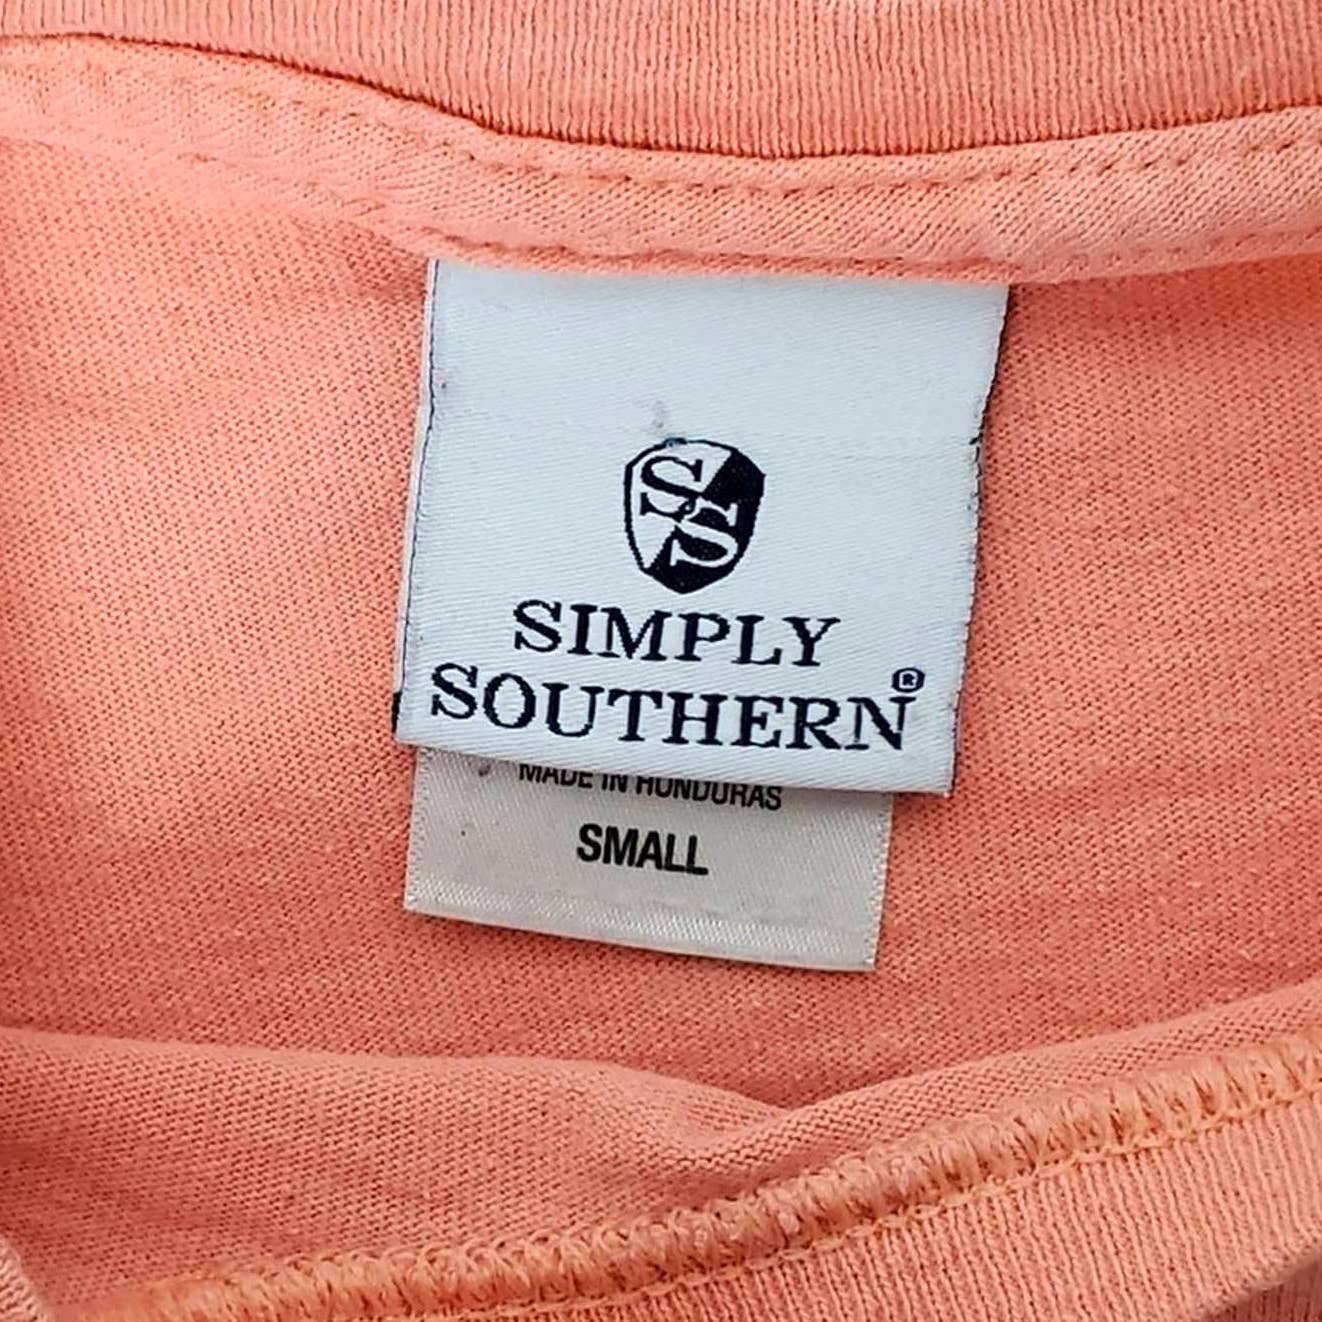 SS
SIMPLY
SOUTHERN®
MADE IN HONDURAS
SMALL